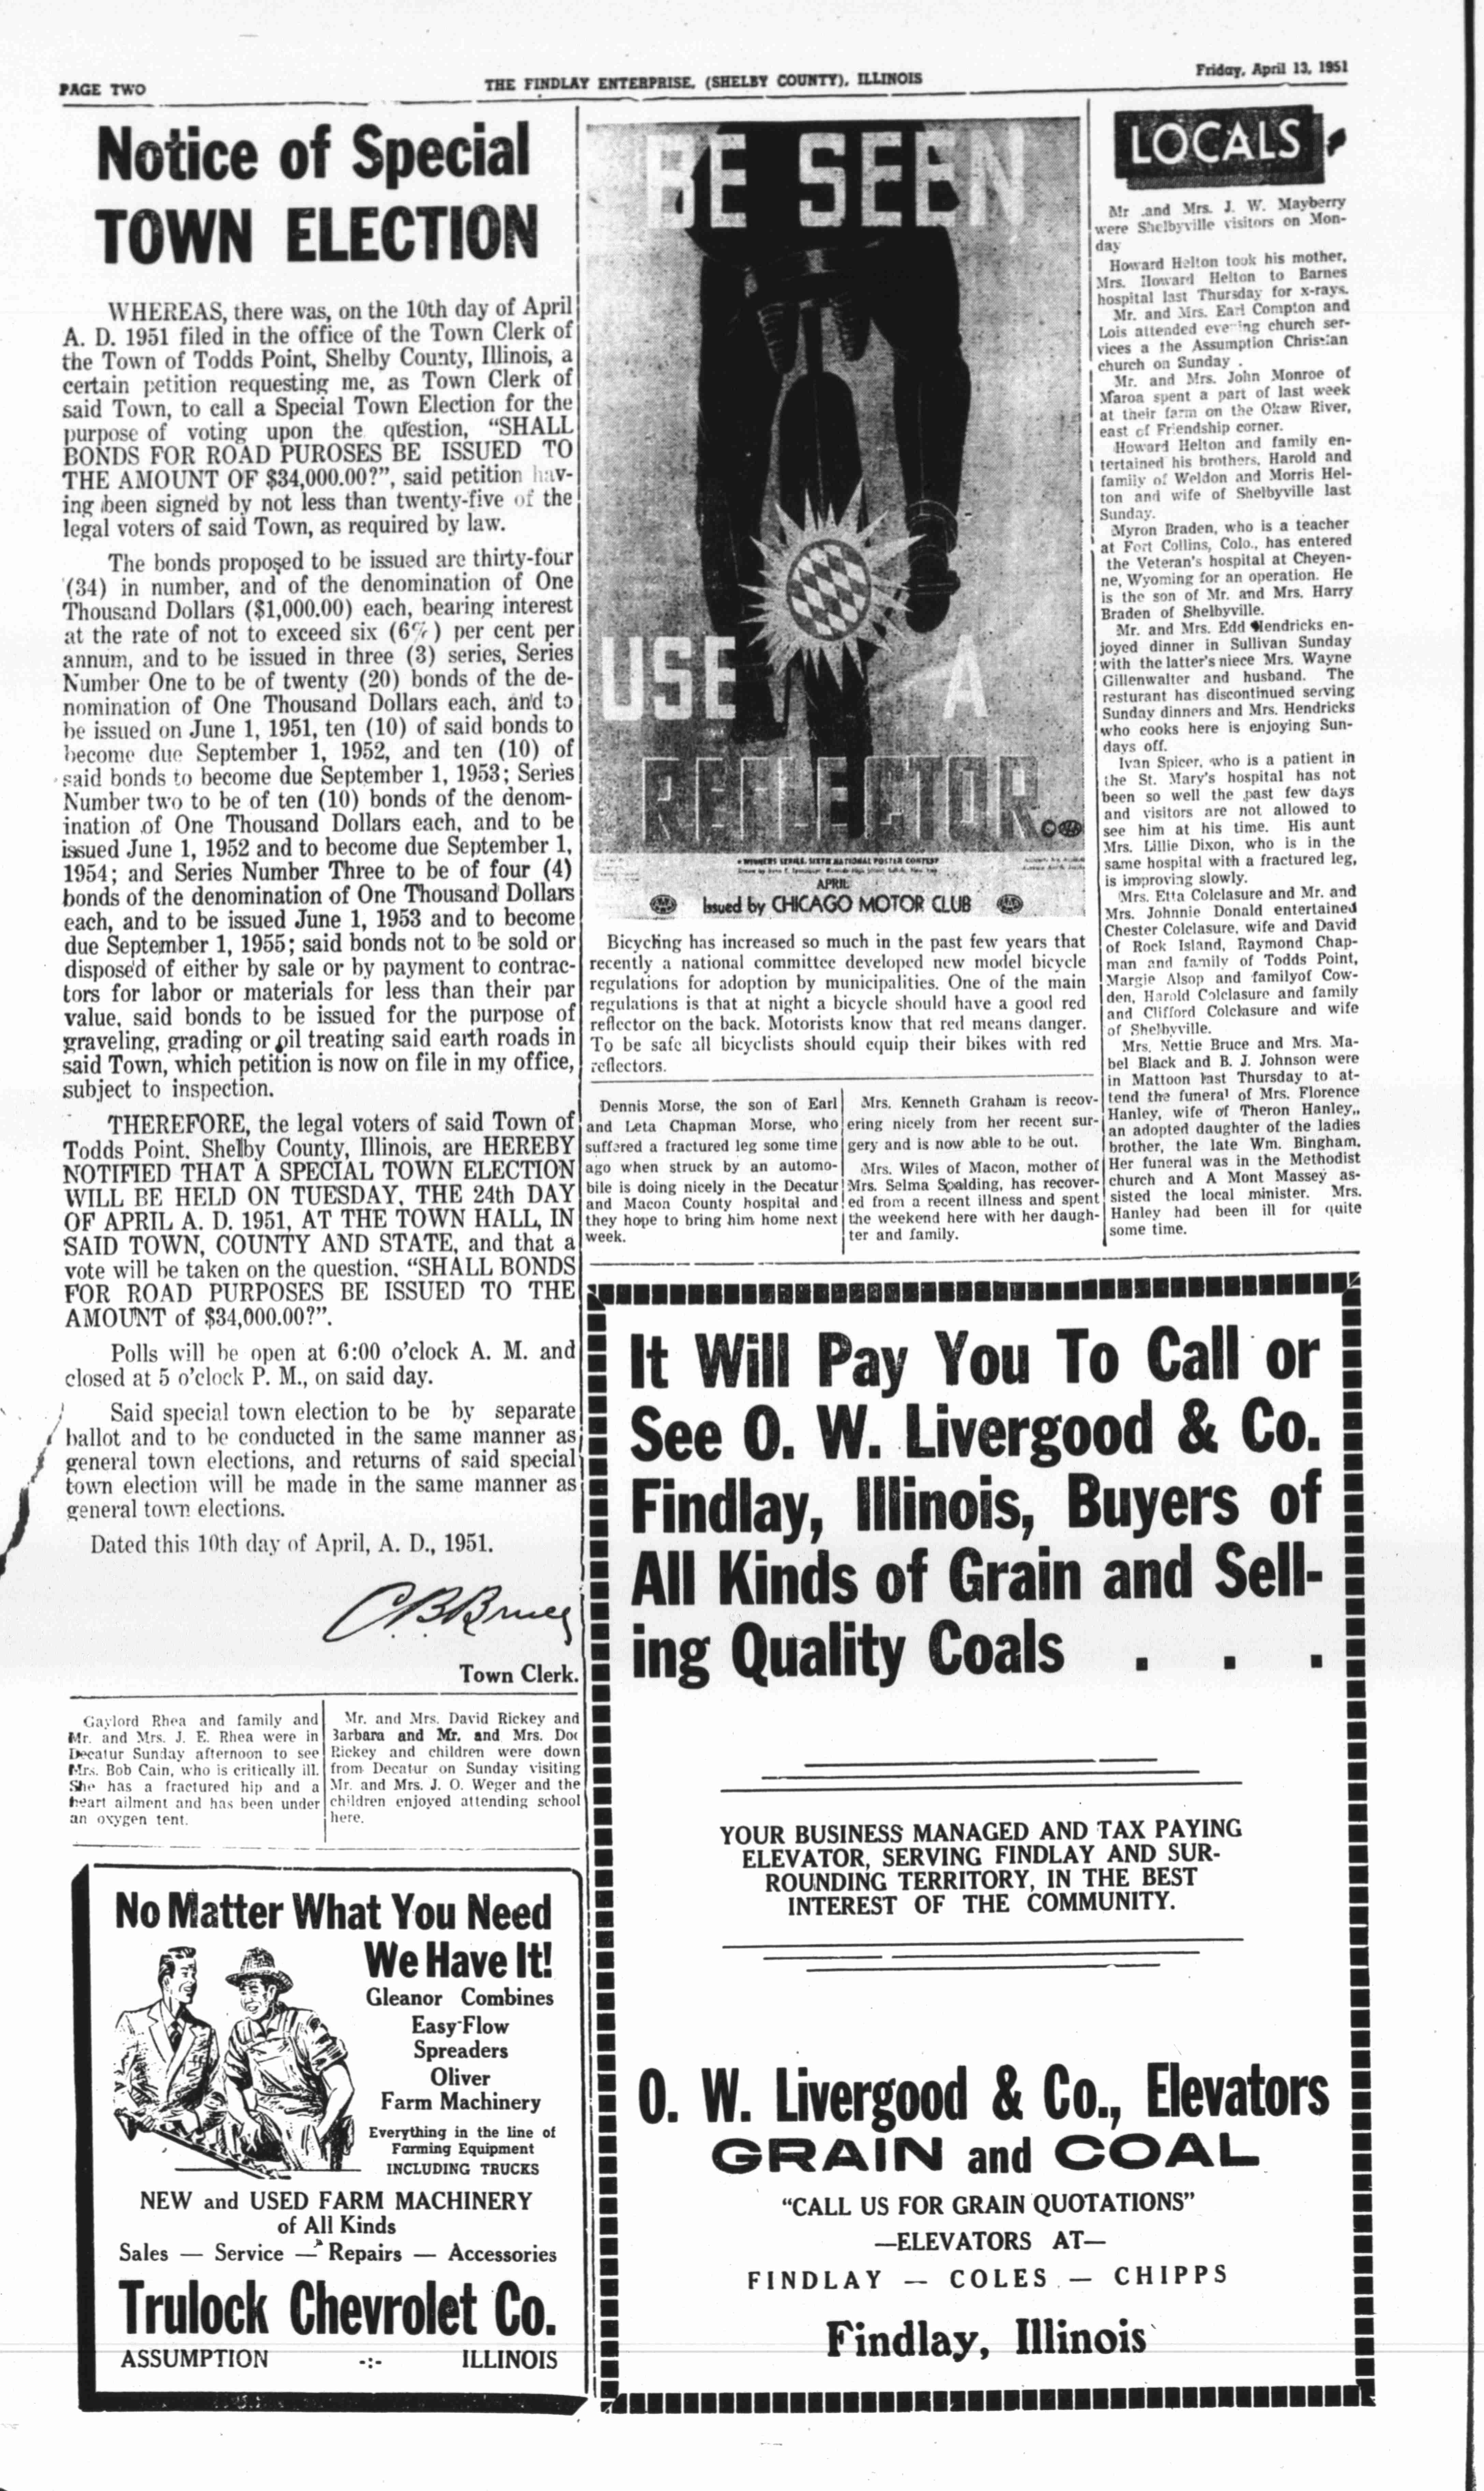 PAGE TWO
THE FINDLAY ENTERPRISE, (SHELBY COUNTY), ILLINOIS
Friday, April 13, 1951
Notice of Special
TOWN ELECTION
WHEREAS, there was, on the 10th day of April
A. D. 1951 filed in the office of the Town Clerk of
the Town of Todds Point, Shelby County, Illinois, a
certain petition requesting me, as Town Clerk of
said Town, to call a Special Town Election for the
purpose of voting upon the question, “SHALL
BONDS FOR ROAD PUROSES BE ISSUED TO
THE AMOUNT OF $34,000.00?”, said petition hav-
ing been signed by not less than twenty-five of the
legal voters of said Town, as required by law.
The bonds proposed to be issued are thirty-four
(34) in number, and of the denomination of One
Thousand Dollars ($1,000.00) each, bearing interest
at the rate of not to exceed six (6%) per cent per
annum, and to be issued in three (3) series, Series
Number One to be of twenty (20) bonds of the de-
nomination of One Thousand Dollars each, and to
be issued on June 1, 1951, ten (10) of said bonds to
become due September 1, 1952, and ten (10) of
said bonds to become due September 1, 1953; Series
Number two to be of ten (10) bonds of the denom-
ination of One Thousand Dollars each, and to be
issued June 1, 1952 and to become due September 1,
1954; and Series Number Three to be of four (4)
bonds of the denomination of One Thousand Dollars
each, and to be issued June 1, 1953 and to become
due September 1, 1955; said bonds not to be sold or
disposed of either by sale or by payment to contrac-
tors for labor or materials for less than their par
value, said bonds to be issued for the purpose of
graveling, grading or oil treating said earth roads in
said Town, which petition is now on file in my office,
subject to inspection.
THEREFORE, the legal voters of said Town of
Todds Point. Shelby County, Illinois, are HEREBY
NOTIFIED THAT A SPECIAL TOWN ELECTION
WILL BE HELD ON TUESDAY, THE 24th DAY
OF APRIL A. D. 1951, AT THE TOWN HALL, IN
SAID TOWN, COUNTY AND STATE, and that a
vote will be taken on the question, “SHALL BONDS
FOR ROAD PURPOSES BE ISSUED TO THE
AMOUNT of $34,000.00?”.
Polls will be open at 6:00 o’clock A. M. and
closed at 5 o’clock P. M., on said day.
Said special town election to be by separate
ballot and to be conducted in the same manner as
general town elections, and returns of said special
town election will be made in the same manner as
general town elections.
Dated this 10th day of April, A. D., 1951.
C. B. Bruce
Town Clerk.
Gaylord Rhea and family and
Mr. and Mrs. J. E. Rhea were in
Decatur Sunday afternoon to see
Mrs. Bob Cain, who is critically ill.
She has a fractured hip and a
heart ailment and has been under
an oxygen tent.
Mr. and Mrs. David Rickey and
Barbara and Mr. and Mrs. Doc
Rickey and children were down
from Decatur on Sunday visiting
Mr. and Mrs. J. O. Weger and the
children enjoyed attending school
here.
No Matter What You Need
We Have It!
Gleanor Combines
Easy-Flow
Spreaders
Oliver
Farm Machinery
Everything in the line of
Farming Equipment
INCLUDING TRUCKS
NEW and USED FARM MACHINERY
of All Kinds
Sales — Service — Repairs — Accessories
Trulock Chevrolet Co.
ASSUMPTION -:- ILLINOIS
BE SEEN
USE A
REFLECTOR
WINNERS SERIES, SIXTH NATIONAL POSTER CONTEST
APRIL
Issued by CHICAGO MOTOR CLUB
Bicycling has increased so much in the past few years that
recently a national committee developed new model bicycle
regulations for adoption by municipalities. One of the main
regulations is that at night a bicycle should have a good red
reflector on the back. Motorists know that red means danger.
To be safe all bicyclists should equip their bikes with red
reflectors.
Dennis Morse, the son of Earl
and Leta Chapman Morse, who
suffered a fractured leg some time
ago when struck by an automo-
bile is doing nicely in the Decatur
and Macon County hospital and
they hope to bring him home next
week.
Mrs. Kenneth Graham is recov-
ering nicely from her recent sur-
gery and is now able to be out.
Mrs. Wiles of Macon, mother of
Mrs. Selma Spalding, has recover-
ed from a recent illness and spent
the weekend here with her daugh-
ter and family.
LOCALS
Mr .and Mrs. J. W. Mayberry
were Shelbyville visitors on Mon-
day
Howard Helton took his mother,
Mrs. Howard Helton to Barnes
hospital last Thursday for x-rays.
Mr. and Mrs. Earl Compton and
Lois attended evening church ser-
vices a the Assumption Christian
church on Sunday .
Mr. and Mrs. John Monroe of
Maroa spent a part of last week
at their farm on the Okaw River,
east of Friendship corner.
Howard Helton and family en-
tertained his brothers, Harold and
family of Weldon and Morris Hel-
ton and wife of Shelbyville last
Sunday.
Myron Braden, who is a teacher
at Fort Collins, Colo., has entered
the Veteran's hospital at Cheyen-
ne, Wyoming for an operation. He
is the son of Mr. and Mrs. Harry
Braden of Shelbyville.
Mr. and Mrs. Edd Hendricks en-
joyed dinner in Sullivan Sunday
with the latter's niece Mrs. Wayne
Gillenwalter and husband. The
resturant has discontinued serving
Sunday dinners and Mrs. Hendricks
who cooks here is enjoying Sun-
days off.
Ivan Spicer, who is a patient in
the St. Mary's hospital has not
been so well the past few days
and visitors are not allowed to
see him at his time. His aunt
Mrs. Lillie Dixon, who is in the
same hospital with a fractured leg,
is improving slowly.
Mrs. Etta Colclasure and Mr. and
Mrs. Johnnie Donald entertained
Chester Colclasure, wife and David
of Rock Island, Raymond Chap-
man and family of Todds Point,
Margie Alsop and familyof Cow-
den, Harold Colclasure and family
and Clifford Colclasure and wife
of Shelbyville.
Mrs. Nettie Bruce and Mrs. Ma-
bel Black and B. J. Johnson were
in Mattoon last Thursday to at-
tend the funeral of Mrs. Florence
Hanley, wife of Theron Hanley,,
an adopted daughter of the ladies
brother, the late Wm. Bingham.
Her funeral was in the Methodist
church and A Mont Massey as-
sisted the local minister. Mrs.
Hanley had been ill for quite
some time.
It Will Pay You To Call or
See O. W. Livergood & Co.
Findlay, Illinois, Buyers of
All Kinds of Grain and Sell-
ing Quality Coals . . .
YOUR BUSINESS MANAGED AND TAX PAYING
ELEVATOR, SERVING FINDLAY AND SUR-
ROUNDING TERRITORY, IN THE BEST
INTEREST OF THE COMMUNITY.
O. W. Livergood & Co., Elevators
GRAIN and COAL
“CALL US FOR GRAIN QUOTATIONS”
—ELEVATORS AT—
FINDLAY — COLES — CHIPPS
Findlay, Illinois